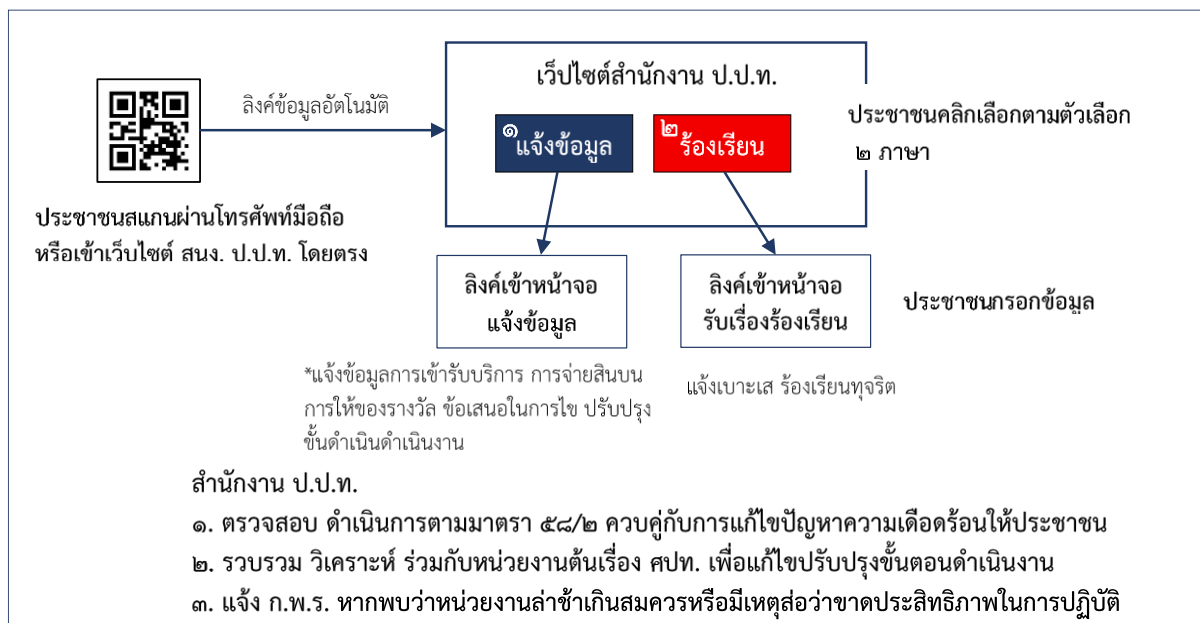 เว็ปไซต์สำนักงาน ป.ป.ท.
ลิงค์ข้อมูลอัตโนมัติ
๑
แจ้งข้อมูล
๒
ร้องเรียน
ประชาชนคลิกเลือกตามตัวเลือก
๒ ภาษา
ประชาชนสแกนผ่านโทรศัพท์มือถือ
หรือเข้าเว็บไซต์ สนง. ป.ป.ท. โดยตรง
ลิงค์เข้าหน้าจอ
แจ้งข้อมูล
ลิงค์เข้าหน้าจอ
รับเรื่องร้องเรียน
ประชาชนกรอกข้อมูล
*แจ้งข้อมูลการเข้ารับบริการ การจ่ายสินบน
การให้ของรางวัล ข้อเสนอในการไข ปรับปรุง
ขั้นดำเนินดำเนินงาน
แจ้งเบาะเส ร้องเรียนทุจริต
สำนักงาน ป.ป.ท.
๑. ตรวจสอบ ดำเนินการตามมาตรา ๕๘/๒ ควบคู่กับการแก้ไขปัญหาความเดือดร้อนให้ประชาชน
๒. รวบรวม วิเคราะห์ ร่วมกับหน่วยงานต้นเรื่อง ศปท. เพื่อแก้ไขปรับปรุงขั้นตอนดำเนินงาน
๓. แจ้ง ก.พ.ร. หากพบว่าหน่วยงานล่าช้าเกินสมควรหรือมีเหตุส่อว่าขาดประสิทธิภาพในการปฏิบัติ